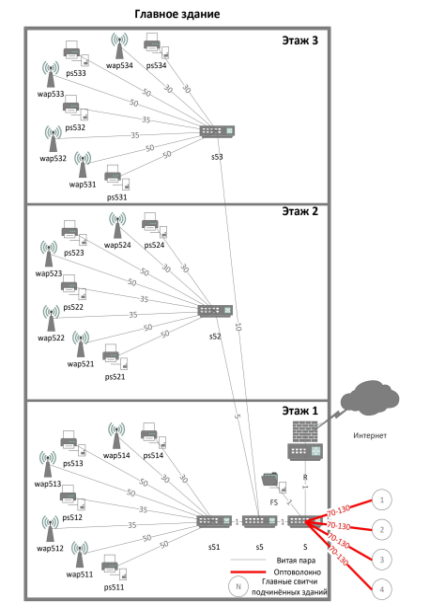 Главное здание
Этаж 3
wap534
ps534
ps533
30
30
wap533
50
50
ps532
35
35
wap532
50
50
s53
wap531
ps531
Этаж 2
wap524
ps524
ps523
30
30
wap523
50
50
ps522
35
35
wap522
50
50
s52
wap521
ps521
10
5
Этаж 1
Интернет
wap514
ps514
ps513
30
30
wap513
50
50
ps512
35
35
wap512
50
50
wap511
ps511
s51
1
s5
1
S
FS
1
R
1
70-130
70-130
70-130
70-130
1
2
3
4
Витая пара
Оптоволокно
N
Главные свитчи
подчинённых зданий